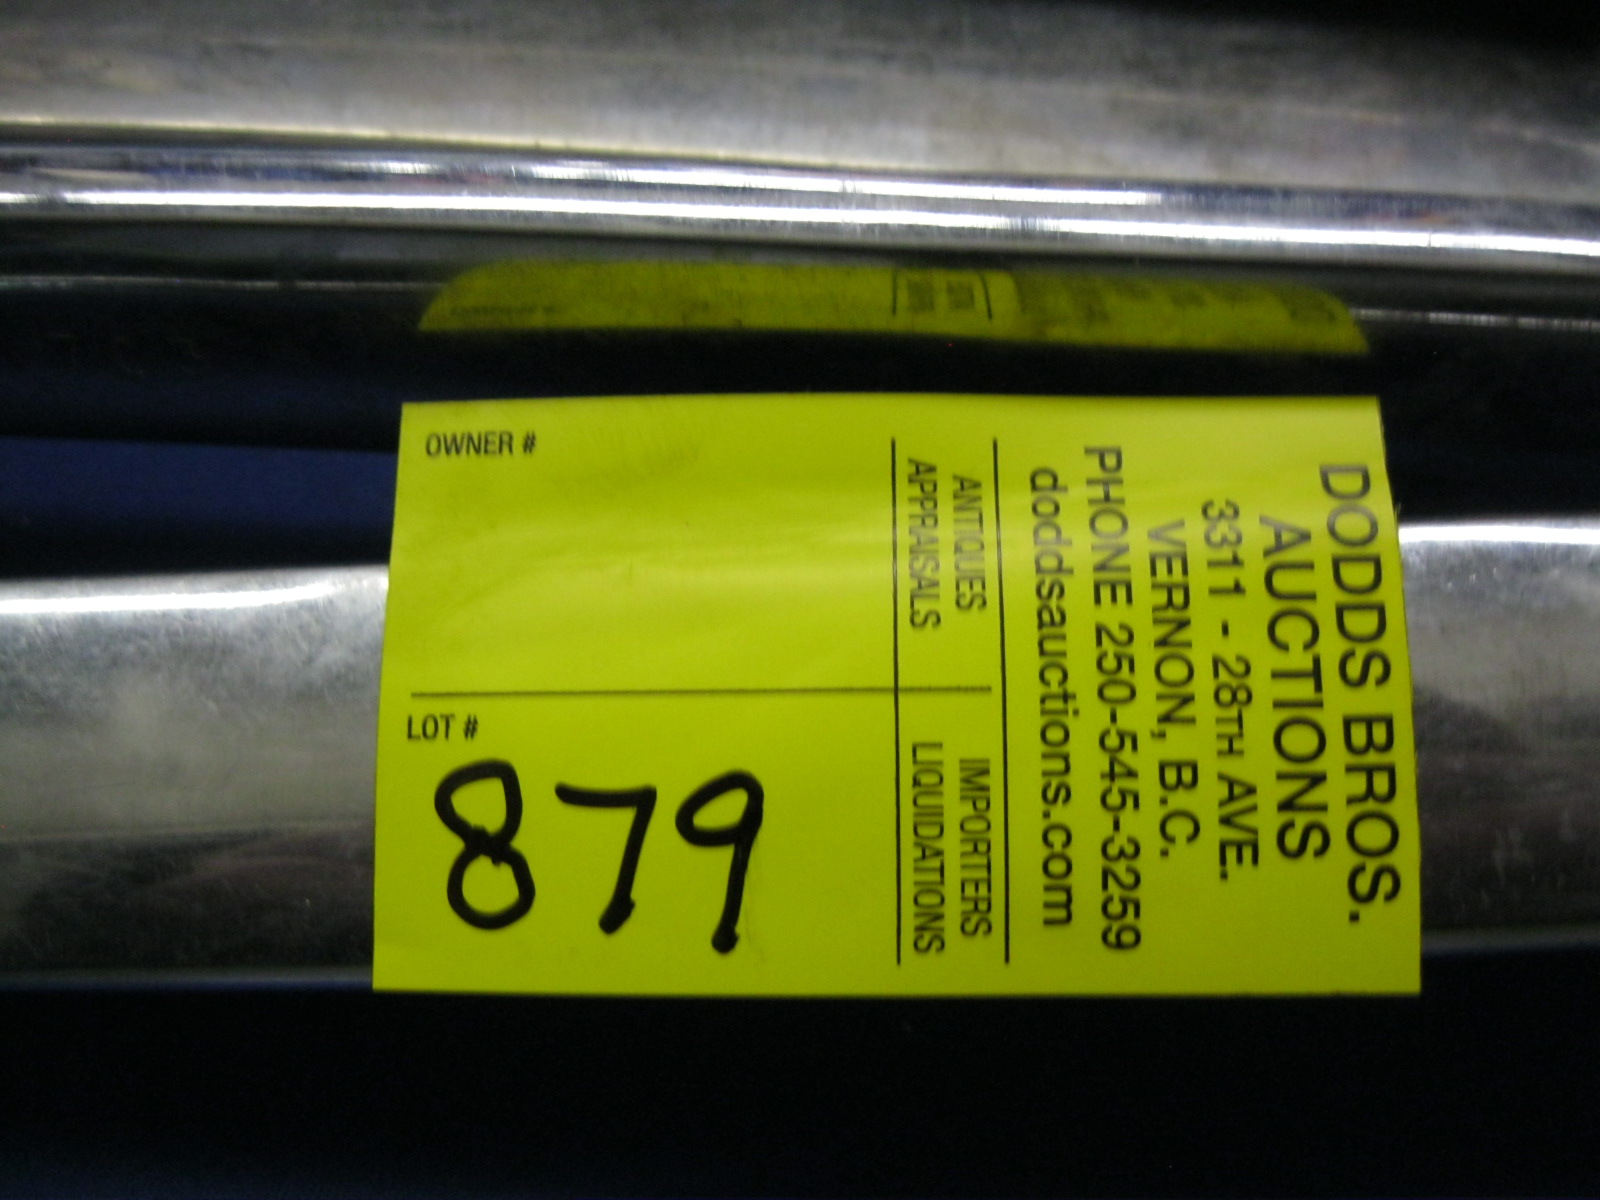 DODDS BROS.
AUCTIONS
3311 - 28TH AVE.
VERNON, B.C.
PHONE 250-545-3259
doddsauctions.com
ANTIQUES
APPRAISALS
IMPORTERS
LIQUIDATIONS
OWNER #
LOT #
879